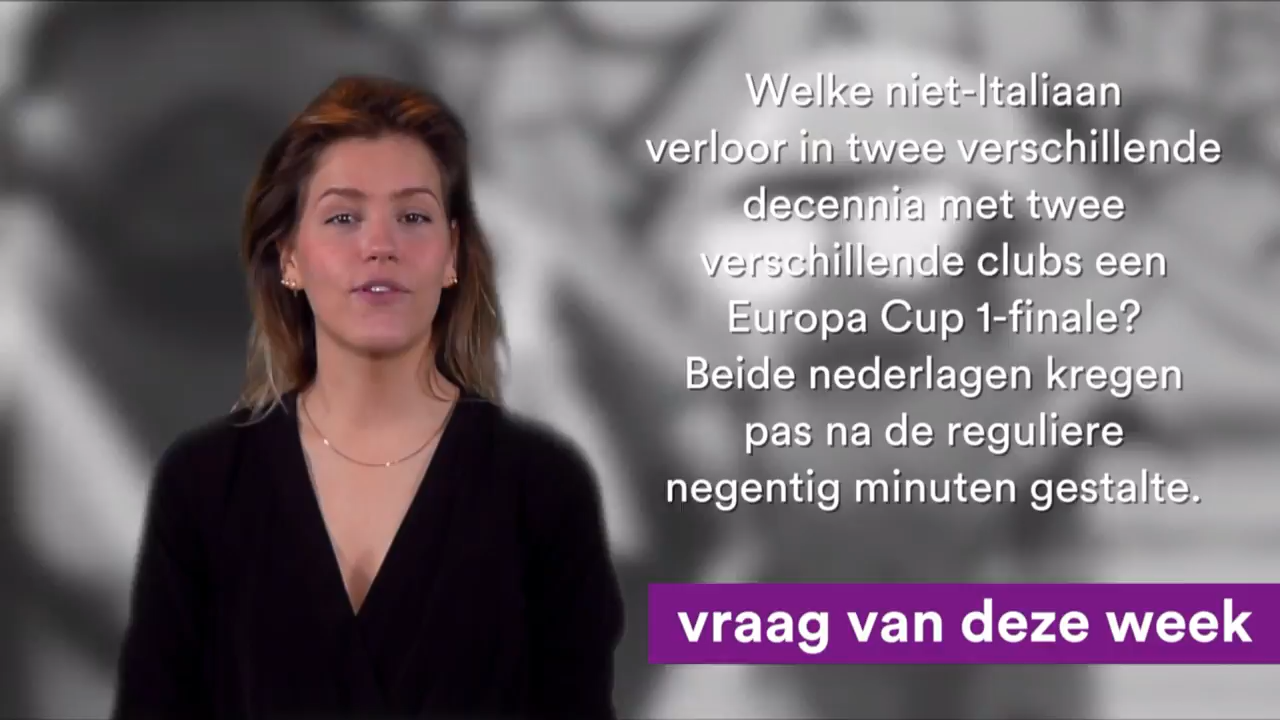 Welke niet-Italiaan
verloor in twee verschillende
decennia met twee
verschillende clubs een
Europa Cup 1-finale?
Beide nederlagen kregen
pas na de reguliere
negentig minuten gestalte.
vraag van deze week